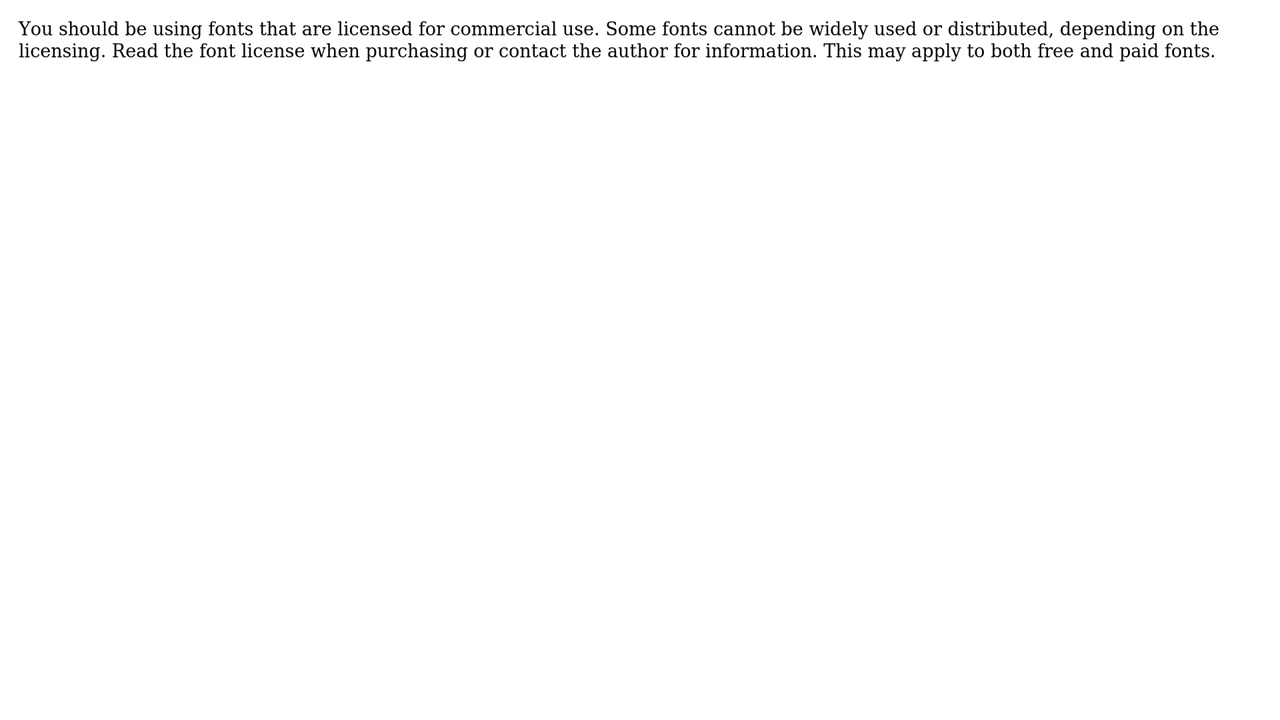 You should be using fonts that are licensed for commercial use. Some fonts cannot be widely used or distributed, depending on the
licensing. Read the font license when purchasing or contact the author for information. This may apply to both free and paid fonts.